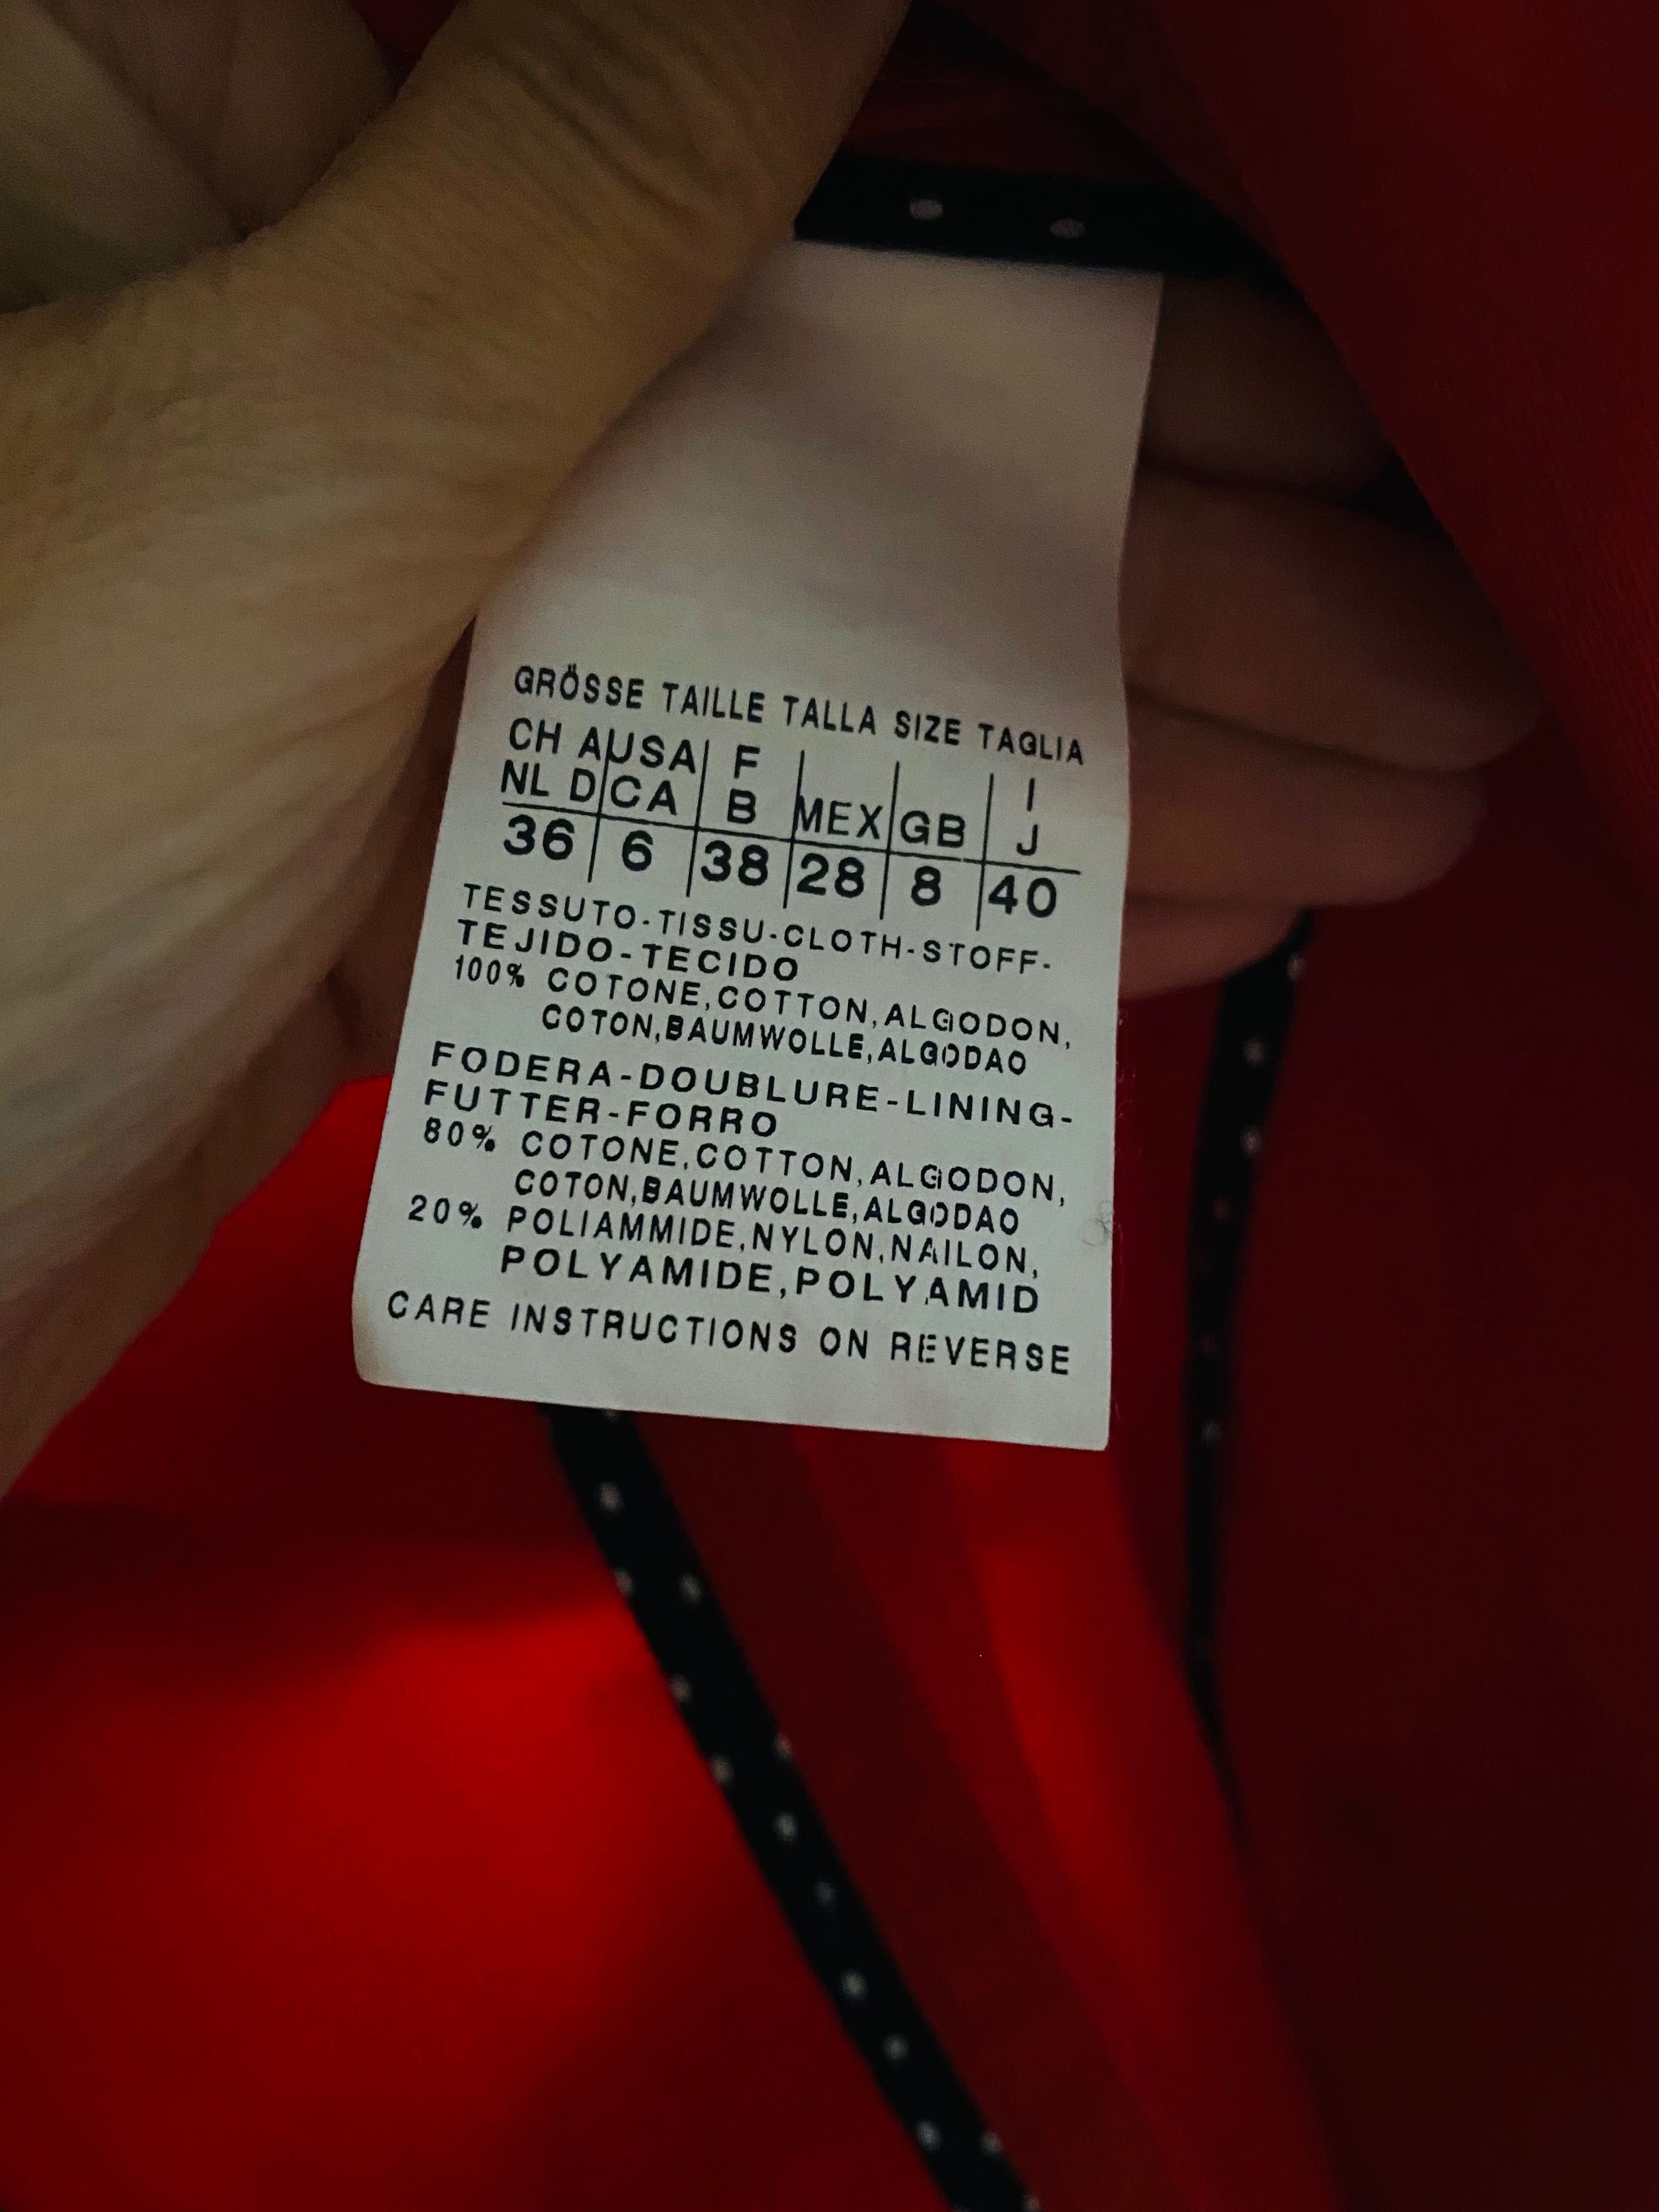 GRÖSSE TAILLE TALLA SIZE TAGLIA
CH A USA F I
NL D CA B MEX GB J
36 6 38 28 8 40
TESSUTO-TISSU-CLOTH-STOFF-
TEJIDO-TECIDO
100% COTONE,COTTON,ALGODON,
COTON,BAUMWOLLE,ALGODAO
FODERA-DOUBLURE-LINING-
FUTTER-FORRO
80% COTONE,COTTON,ALGODON,
COTON,BAUMWOLLE,ALGODAO
20% POLIAMMIDE,NYLON,NAILON,
POLYAMIDE,POLYAMID
CARE INSTRUCTIONS ON REVERSE